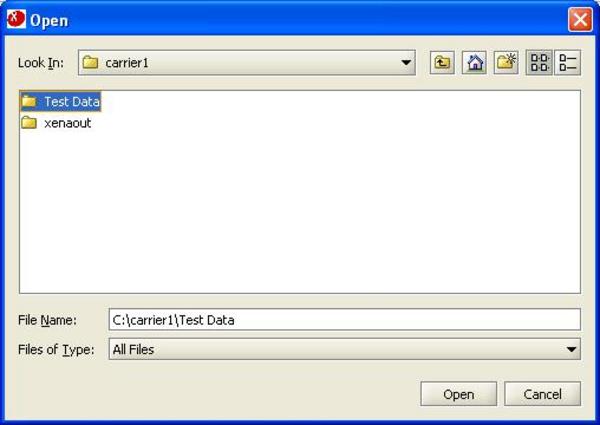 Open
Look In: carrier1
Test Data
xenaout
File Name: C:\carrier1\Test Data
Files of Type: All Files
Open Cancel